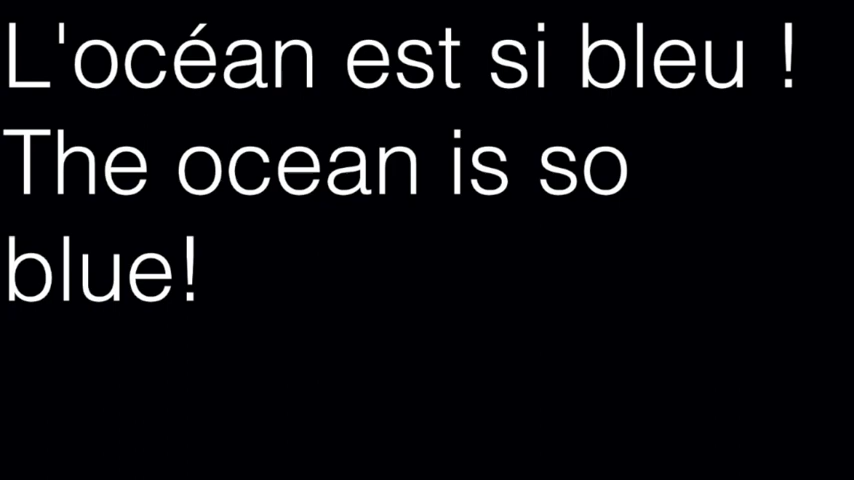 L'océan est si bleu !
The ocean is so
blue!